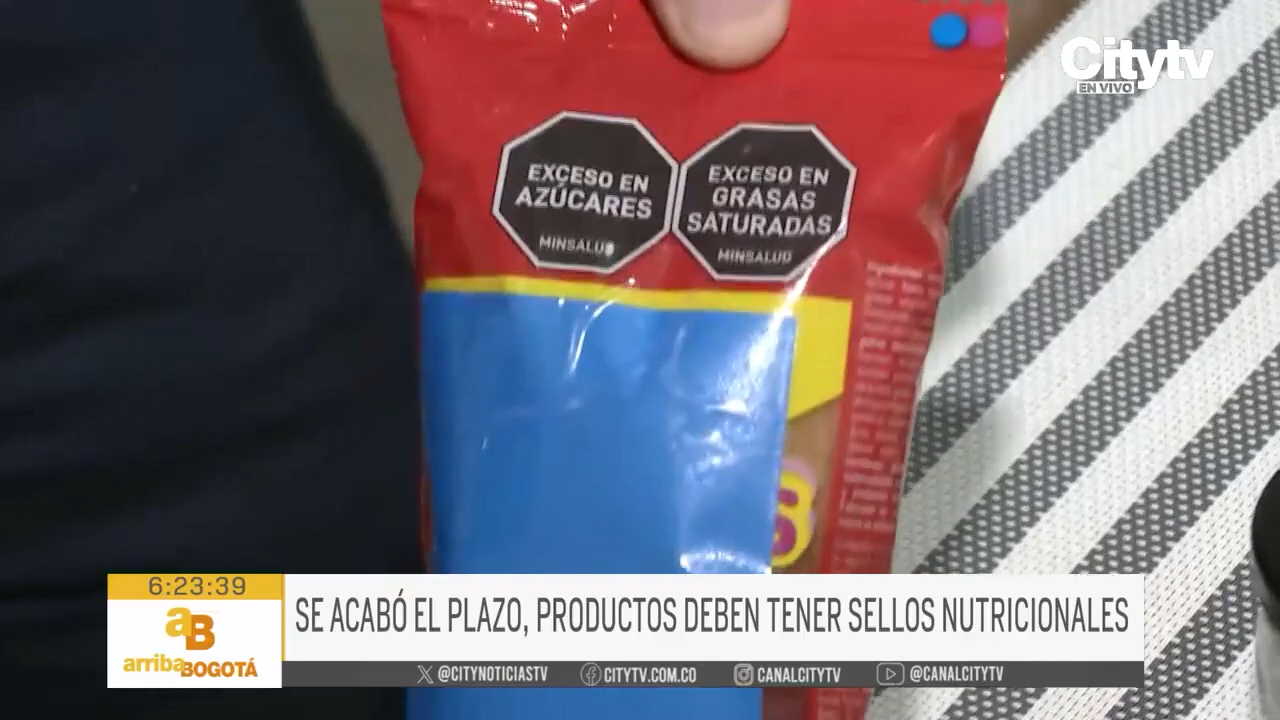 Citytv
EN VIVO
EXCESO EN
AZÚCARES
MINSALUD
EXCESO EN
GRASAS
SATURADAS
MINSALUD
6:23:39
aB
arriba BOGOTÁ
SE ACABÓ EL PLAZO, PRODUCTOS DEBEN TENER SELLOS NUTRICIONALES
@CITYNOTICIASTV CITYTV.COM.CO CANALCITYTV @CANALCITYTV